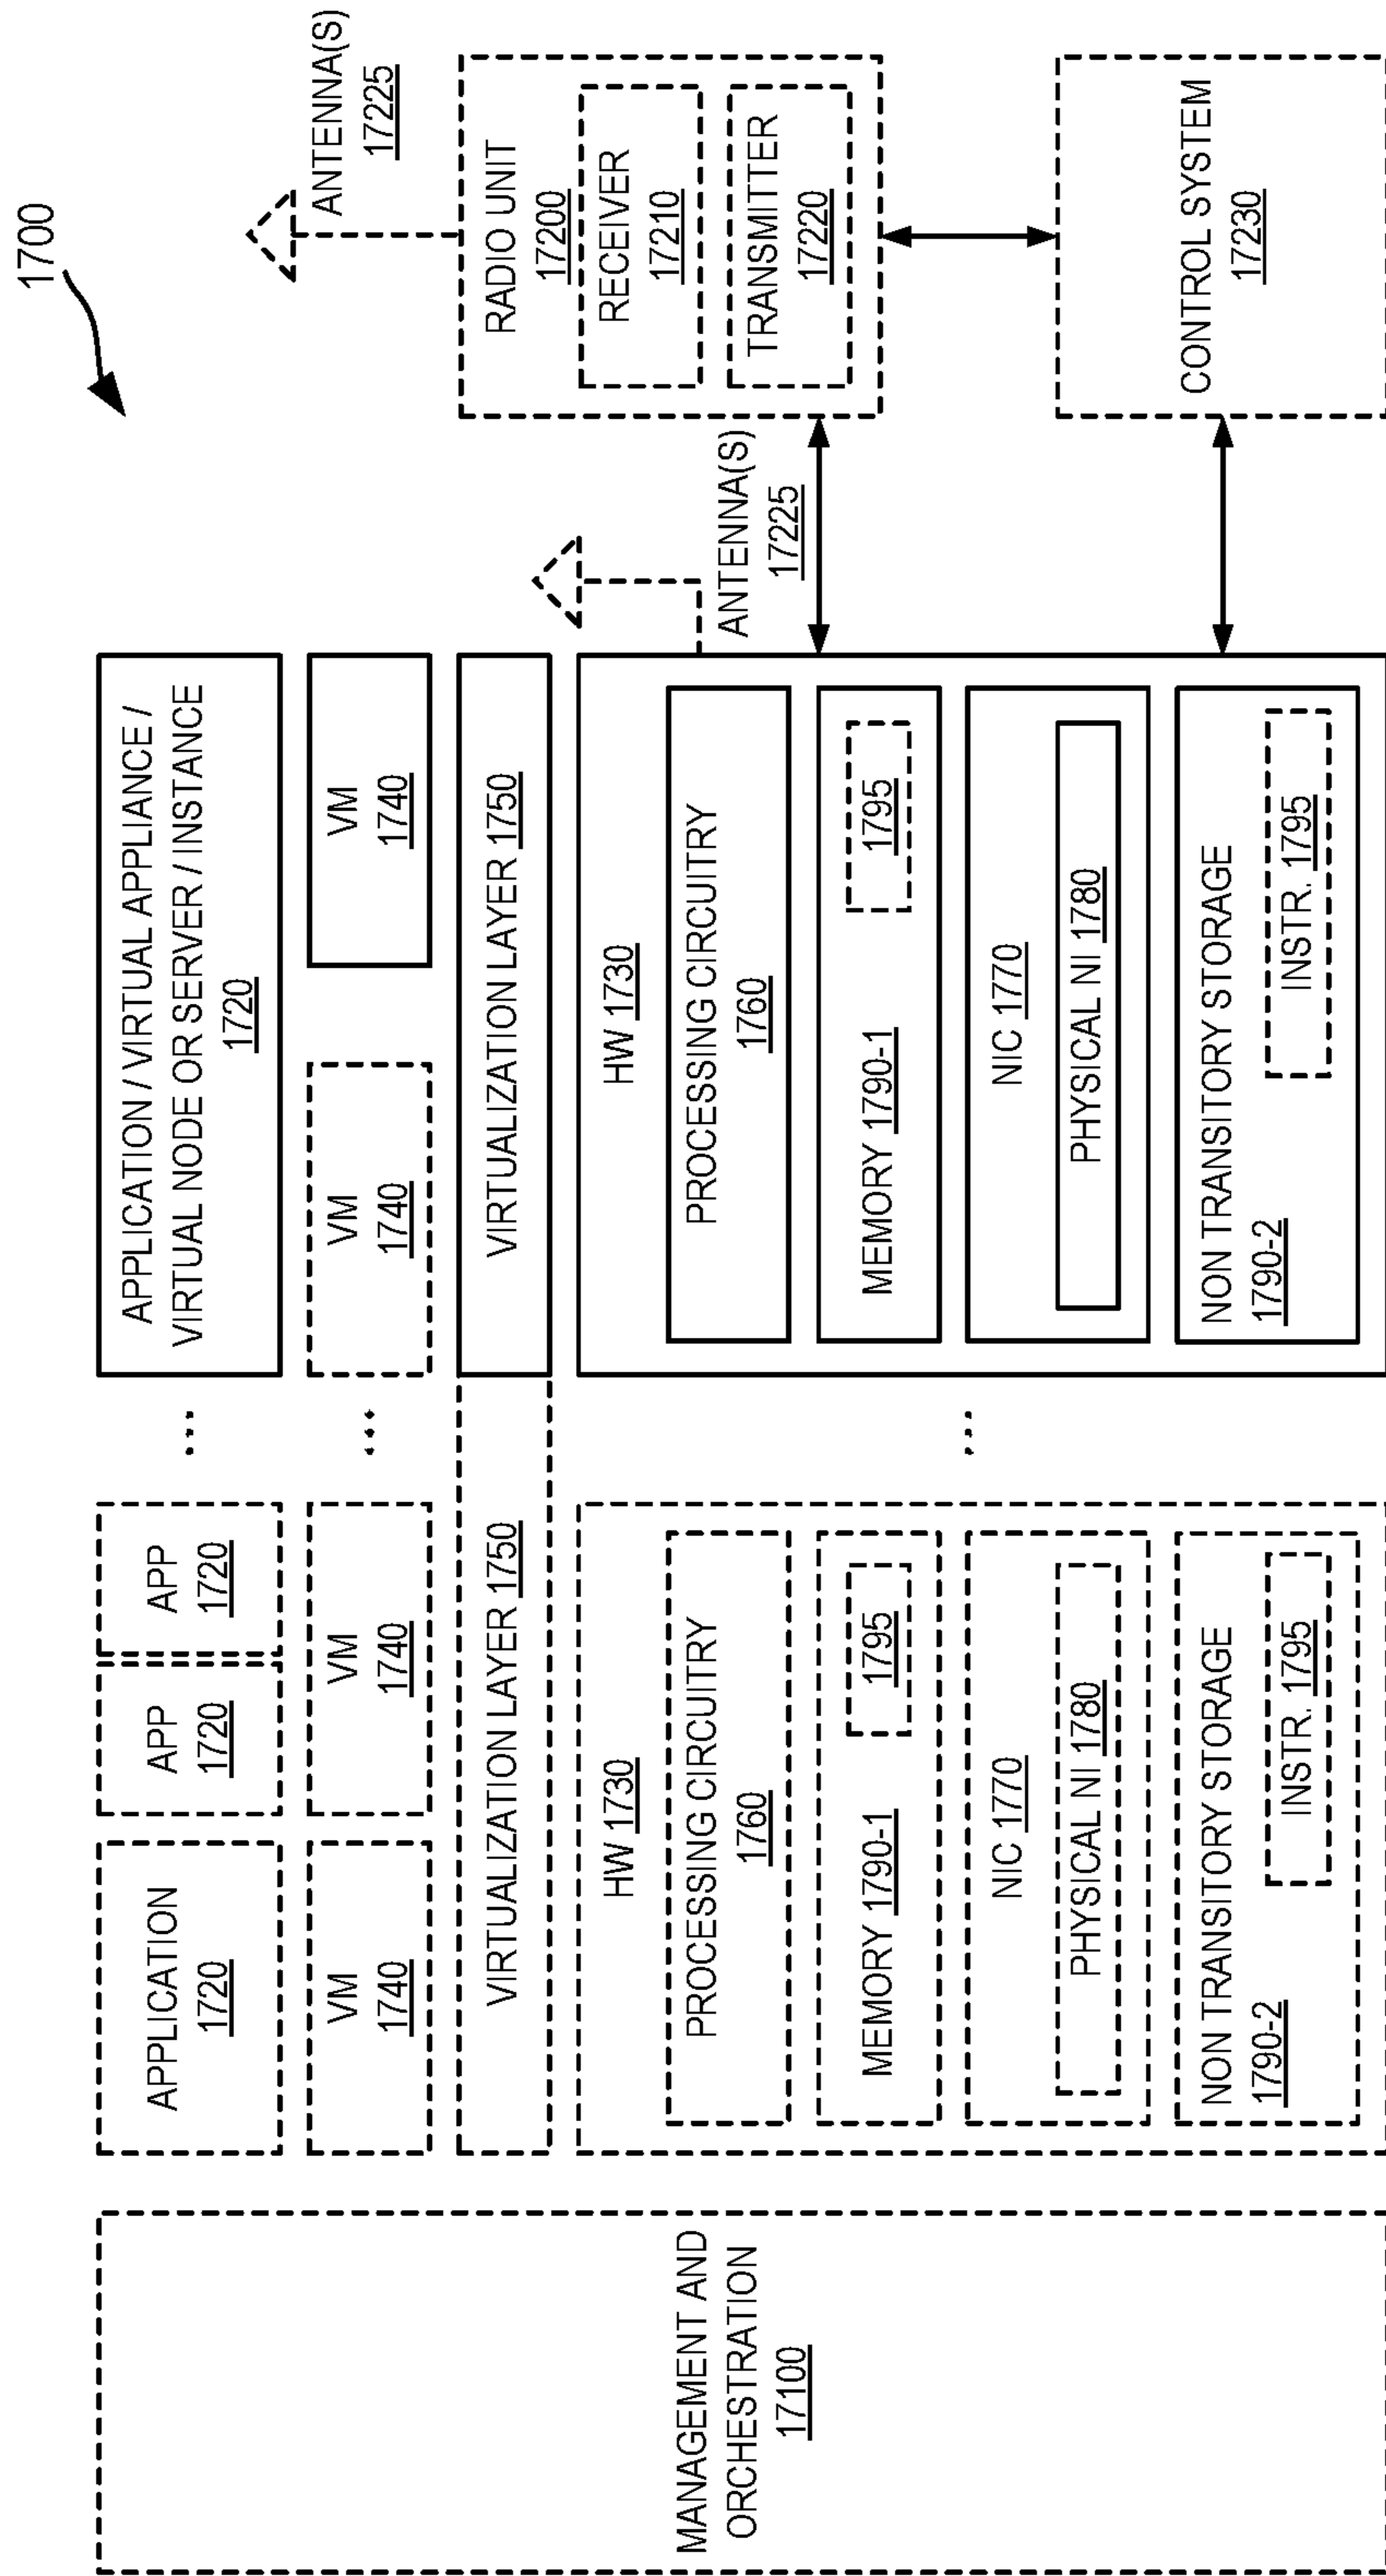 1700
MANAGEMENT AND
ORCHESTRATION
17100
APPLICATION
1720
APP
1720
APP
1720
...
APPLICATION / VIRTUAL APPLIANCE /
VIRTUAL NODE OR SERVER / INSTANCE
1720
VM
1740
VM
1740
...
VM
1740
VM
1740
VIRTUALIZATION LAYER 1750
VIRTUALIZATION LAYER 1750
HW 1730
PROCESSING CIRCUITRY
1760
MEMORY 1790-1
1795
NIC 1770
PHYSICAL NI 1780
NON TRANSITORY STORAGE
1790-2
INSTR. 1795
...
HW 1730
PROCESSING CIRCUITRY
1760
MEMORY 1790-1
1795
NIC 1770
PHYSICAL NI 1780
NON TRANSITORY STORAGE
1790-2
INSTR. 1795
ANTENNA(S)
17225
ANTENNA(S)
17225
RADIO UNIT
17200
RECEIVER
17210
TRANSMITTER
17220
CONTROL SYSTEM
17230